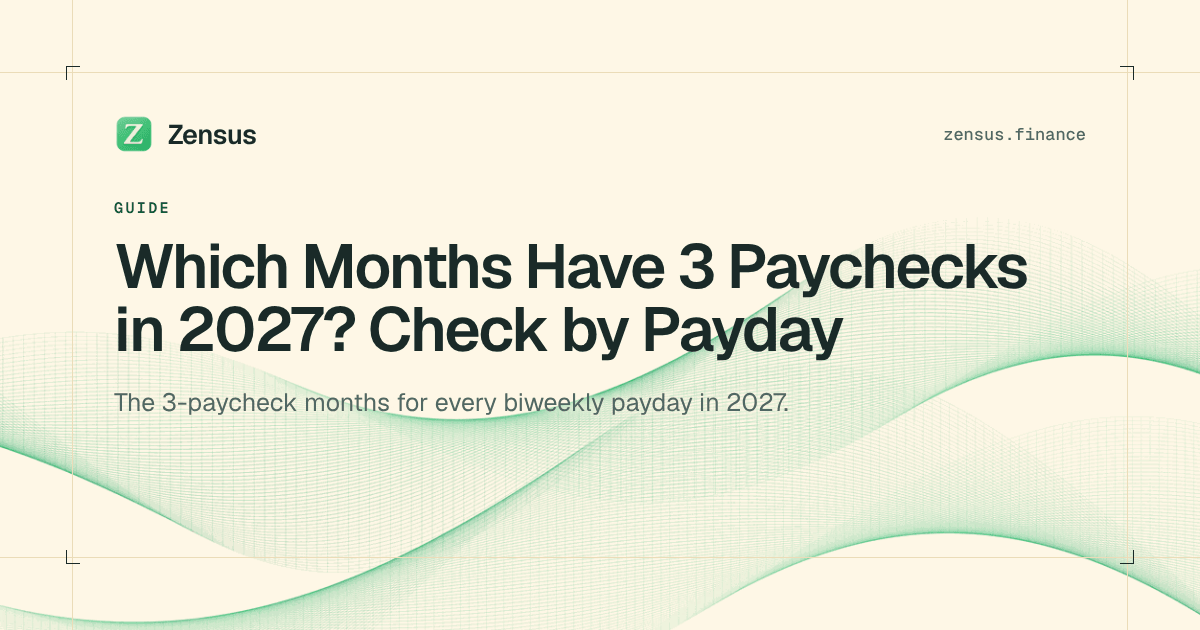 Z Zensus
zensus.finance
GUIDE
Which Months Have 3 Paychecks
in 2027? Check by Payday
The 3-paycheck months for every biweekly payday in 2027.